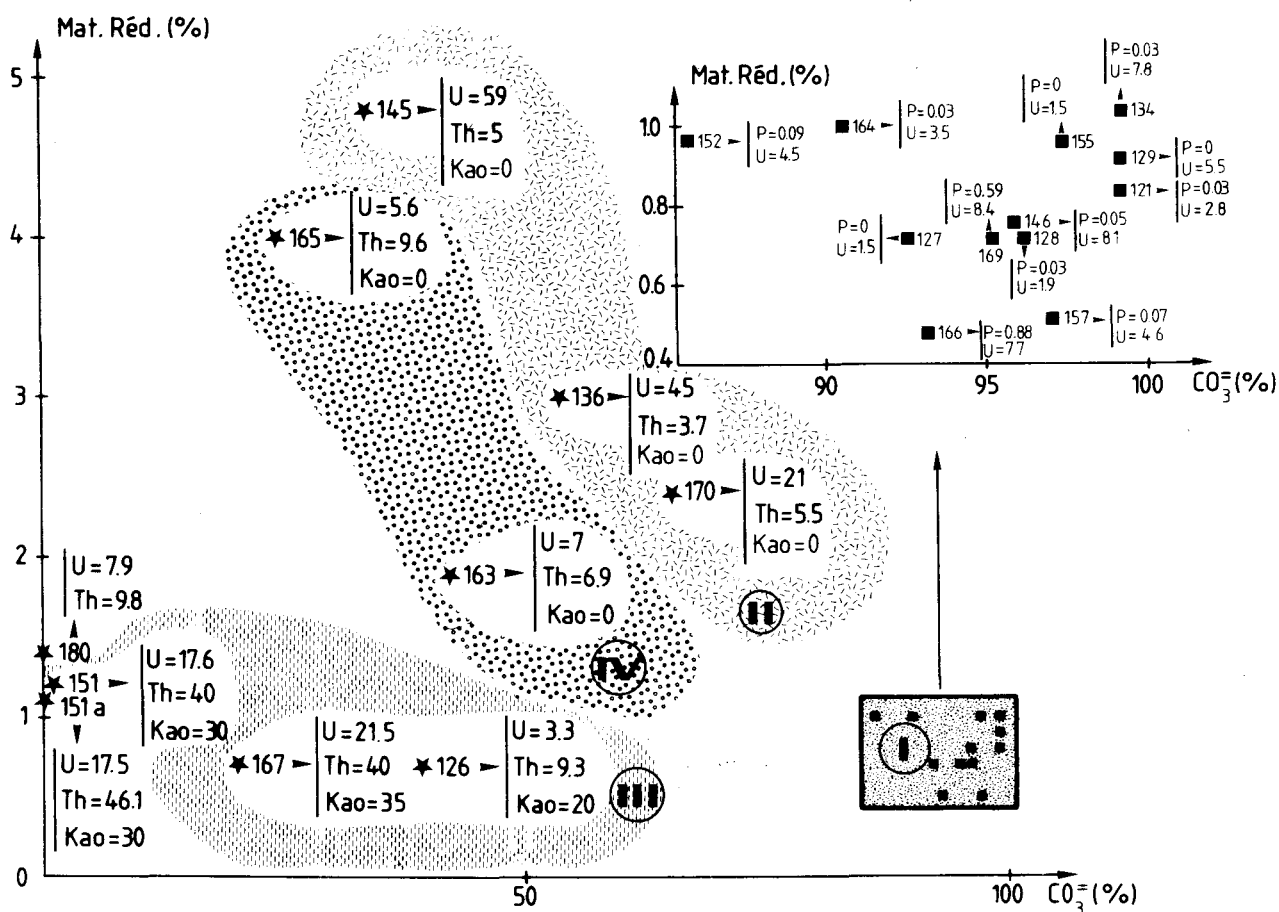 Mat. Réd. (%)
5
4
3
2
1
0
50
100
CO₃⁼ (%)
145
U=59
Th=5
Kao=0
165
U=5.6
Th=9.6
Kao=0
136
U=45
Th=3.7
Kao=0
170
U=21
Th=5.5
Kao=0
II
163
U=7
Th=6.9
Kao=0
IV
U=7.9
Th=9.8
180
151
U=17.6
Th=40
Kao=30
151a
U=17.5
Th=46.1
Kao=30
167
U=21.5
Th=40
Kao=35
126
U=3.3
Th=9.3
Kao=20
III
I
Mat. Réd. (%)
1.0
0.8
0.6
0.4
90
95
100
CO₃⁼ (%)
152
P=0.09
U=4.5
164
P=0.03
U=3.5
P=0
U=1.5
155
P=0.03
U=7.8
134
129
P=0
U=5.5
121
P=0.03
U=2.8
P=0
U=1.5
127
P=0.59
U=8.4
169
146
P=0.05
U=8.1
128
P=0.03
U=1.9
166
P=0.88
U=7.7
157
P=0.07
U=4.6